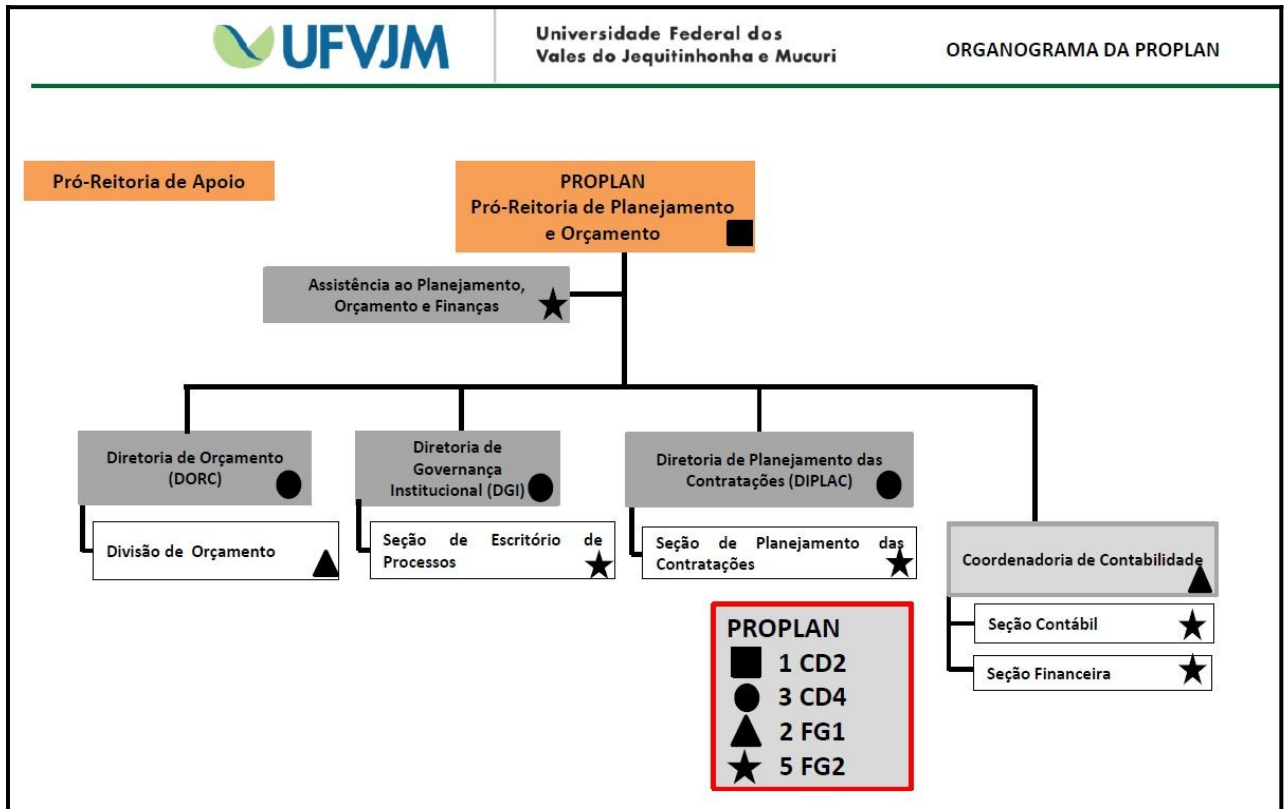 UFVJM
Universidade Federal dos
Vales do Jequitinhonha e Mucuri
ORGANOGRAMA DA PROPLAN
Pró-Reitoria de Apoio
PROPLAN
Pró-Reitoria de Planejamento
e Orçamento
Assistência ao Planejamento,
Orçamento e Finanças
Diretoria de Orçamento
(DORC)
Divisão de Orçamento
Diretoria de
Governança
Institucional (DGI)
Seção de Escritório de
Processos
Diretoria de Planejamento das
Contratações (DIPLAC)
Seção de Planejamento das
Contratações
Coordenadoria de Contabilidade
Seção Contábil
Seção Financeira
PROPLAN
1 CD2
3 CD4
2 FG1
5 FG2